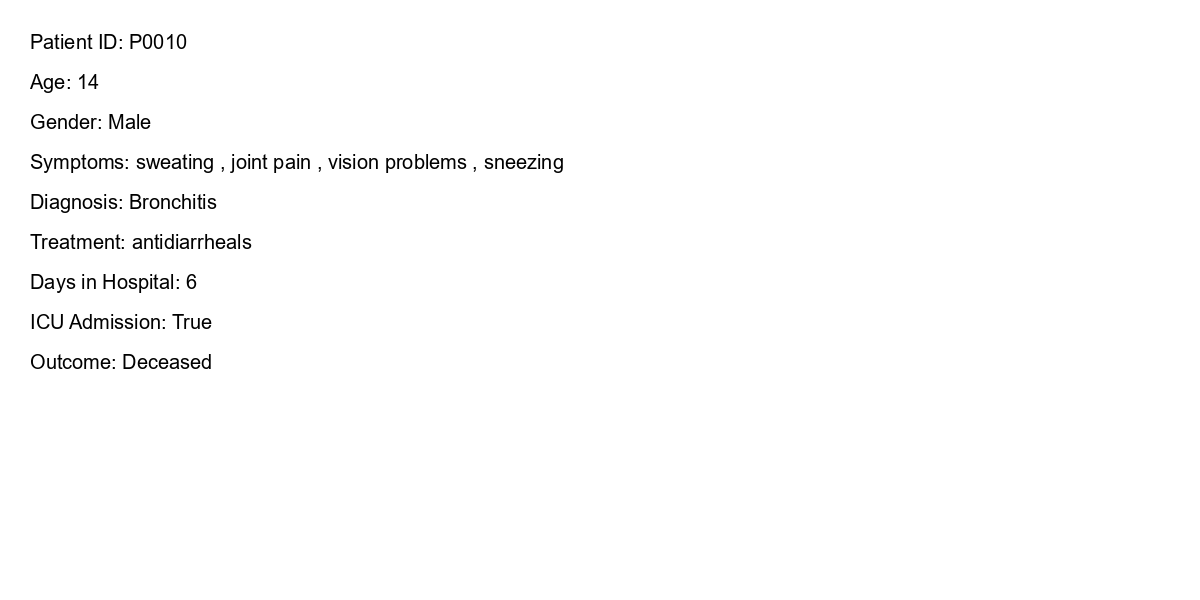 Patient ID: P0010
Age: 14
Gender: Male
Symptoms: sweating , joint pain , vision problems , sneezing
Diagnosis: Bronchitis
Treatment: antidiarrheals
Days in Hospital: 6
ICU Admission: True
Outcome: Deceased